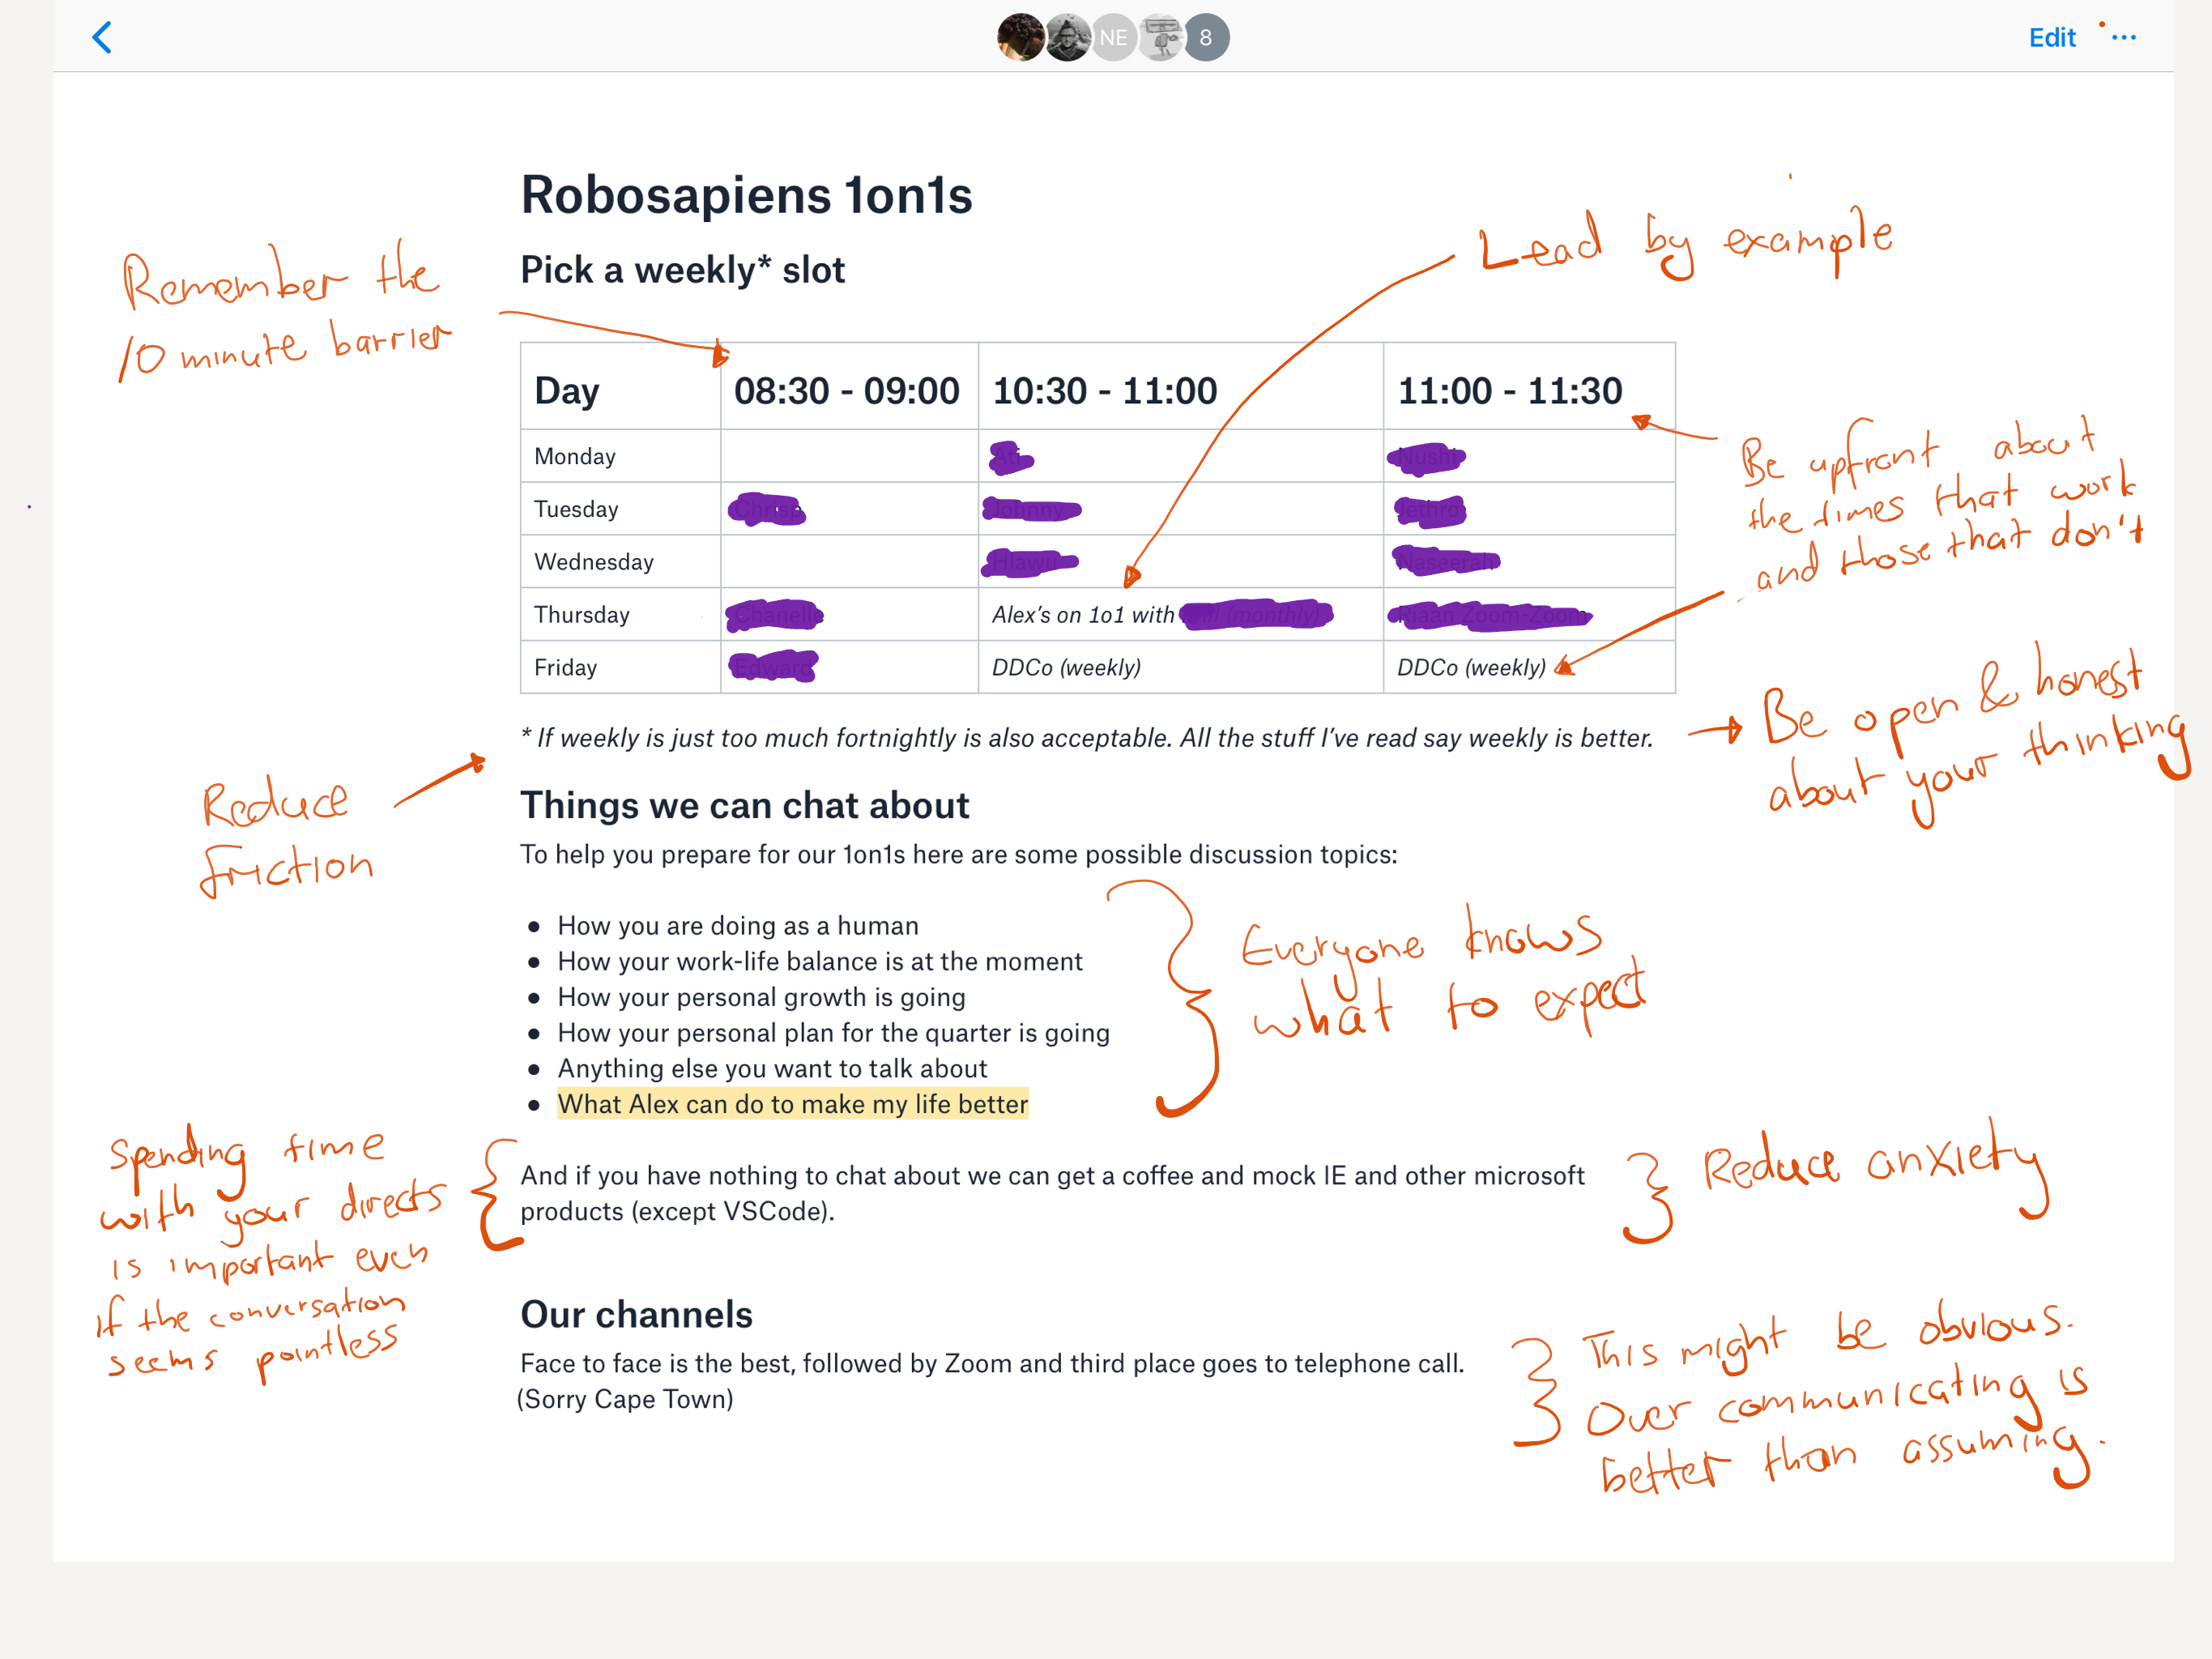 NE 8 Edit
Robosapiens 1on1s
Pick a weekly* slot
Remember the
10 minute barrier
Lead by example
Day 08:30 - 09:00 10:30 - 11:00 11:00 - 11:30
Monday
Tuesday
Wednesday
Thursday Alex's on 1o1 with
Friday DDCo (weekly) DDCo (weekly)
Be upfront about
the times that work
and those that don't
* If weekly is just too much fortnightly is also acceptable. All the stuff I've read say weekly is better.
Be open & honest
about your thinking
Reduce
friction
Things we can chat about
To help you prepare for our 1on1s here are some possible discussion topics:
● How you are doing as a human
● How your work-life balance is at the moment
● How your personal growth is going
● How your personal plan for the quarter is going
● Anything else you want to talk about
● What Alex can do to make my life better
Everyone knows
what to expect
Spending time
with your directs
is important even
if the conversation
seems pointless
And if you have nothing to chat about we can get a coffee and mock IE and other microsoft
products (except VSCode).
Reduce anxiety
Our channels
Face to face is the best, followed by Zoom and third place goes to telephone call.
(Sorry Cape Town)
This might be obvious.
Over communicating is
better than assuming.